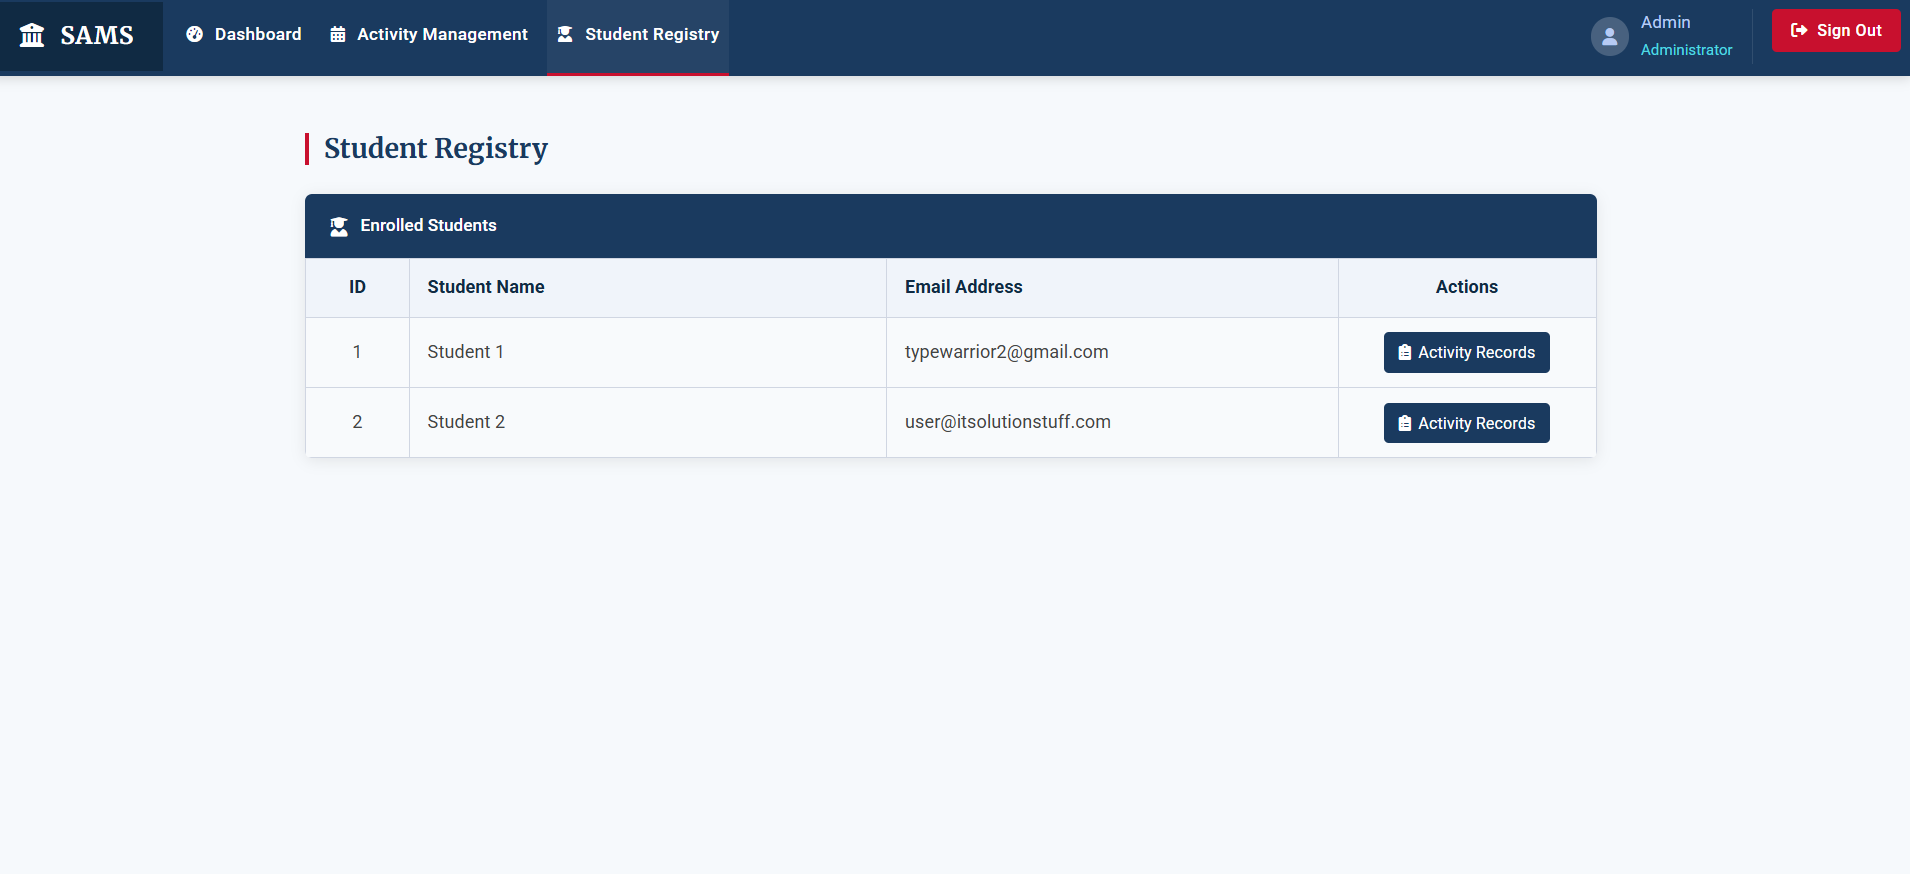 SAMS
Dashboard
Activity Management
Student Registry
Admin
Administrator
Sign Out
Student Registry
Enrolled Students
ID Student Name Email Address Actions
1 Student 1 typewarrior2@gmail.com Activity Records
2 Student 2 user@itsolutionstuff.com Activity Records